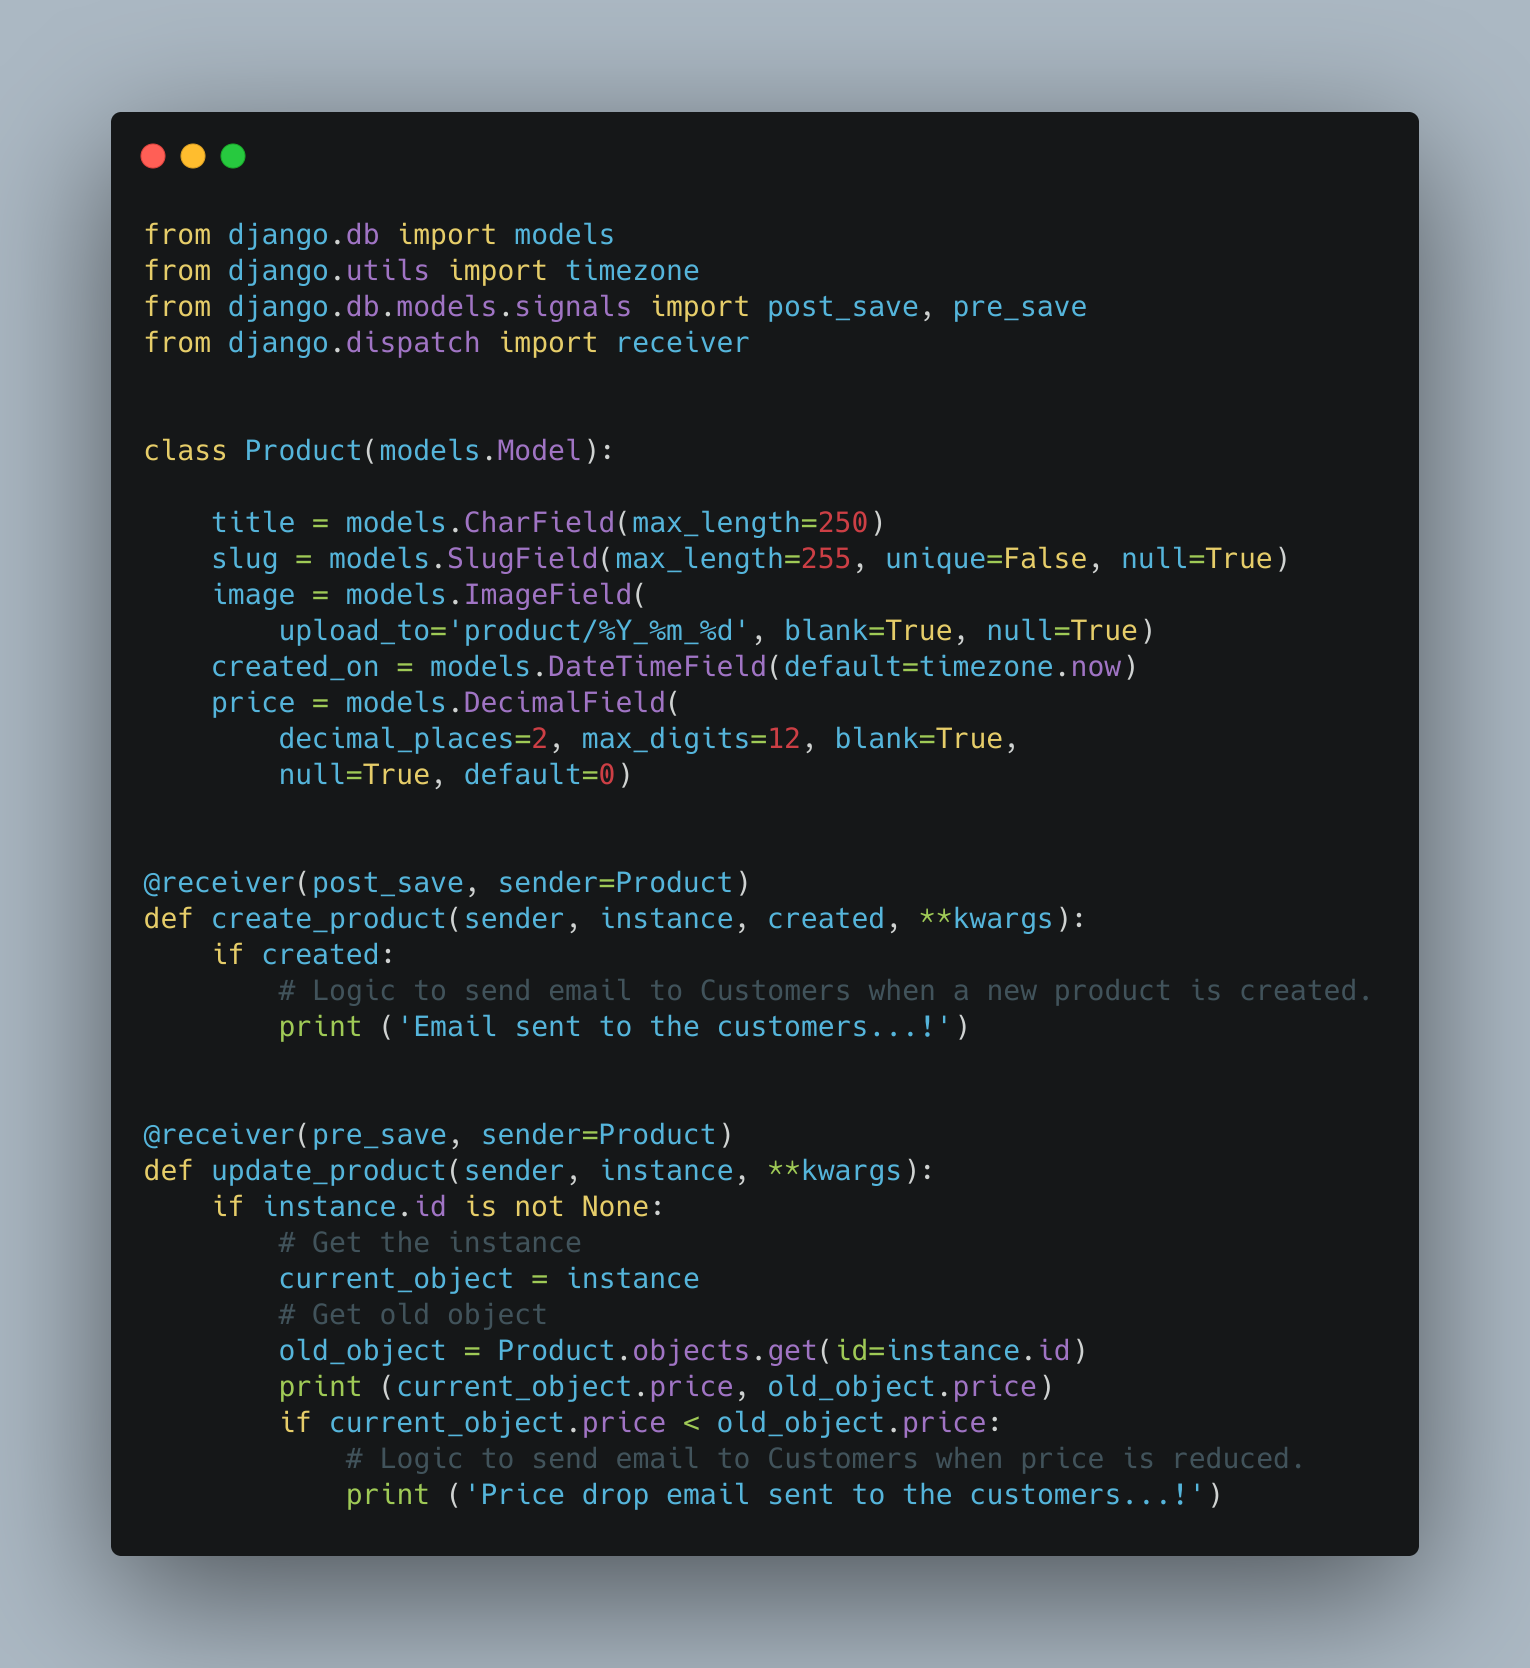 from django.db import models
from django.utils import timezone
from django.db.models.signals import post_save, pre_save
from django.dispatch import receiver
class Product(models.Model):
    title = models.CharField(max_length=250)
    slug = models.SlugField(max_length=255, unique=False, null=True)
    image = models.ImageField(
        upload_to='product/%Y_%m_%d', blank=True, null=True)
    created_on = models.DateTimeField(default=timezone.now)
    price = models.DecimalField(
        decimal_places=2, max_digits=12, blank=True,
        null=True, default=0)
@receiver(post_save, sender=Product)
def create_product(sender, instance, created, **kwargs):
    if created:
        # Logic to send email to Customers when a new product is created.
        print ('Email sent to the customers...!')
@receiver(pre_save, sender=Product)
def update_product(sender, instance, **kwargs):
    if instance.id is not None:
        # Get the instance
        current_object = instance
        # Get old object
        old_object = Product.objects.get(id=instance.id)
        print (current_object.price, old_object.price)
        if current_object.price < old_object.price:
            # Logic to send email to Customers when price is reduced.
            print ('Price drop email sent to the customers...!')